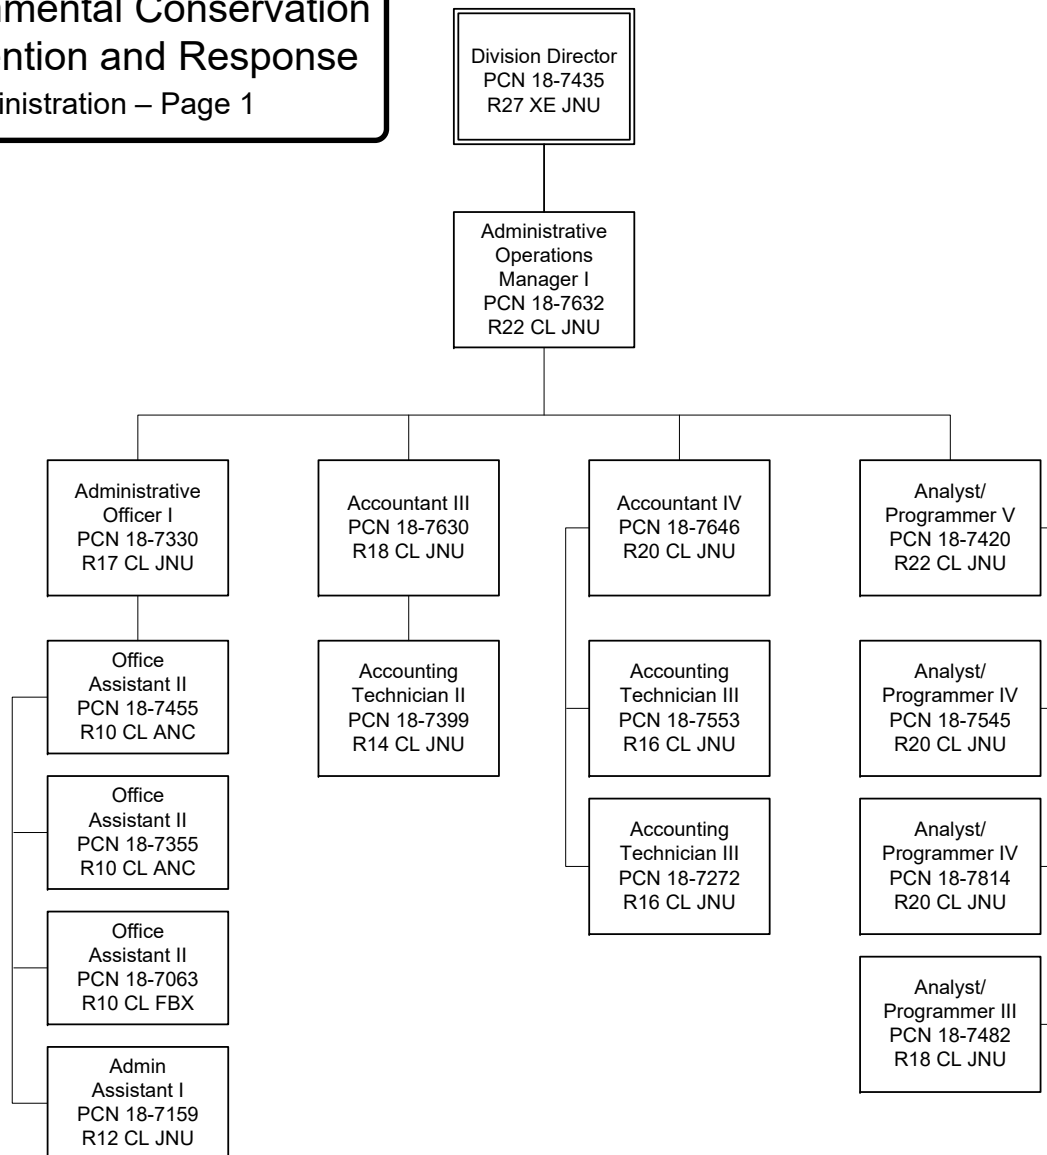 Conservation
and Response
– Page 1
Division Director
PCN 18-7435
R27 XE JNU
Administrative
Operations
Manager I
PCN 18-7632
R22 CL JNU
Administrative
Officer I
PCN 18-7330
R17 CL JNU
Accountant III
PCN 18-7630
R18 CL JNU
Accountant IV
PCN 18-7646
R20 CL JNU
Analyst/
Programmer V
PCN 18-7420
R22 CL JNU
Office
Assistant II
PCN 18-7455
R10 CL ANC
Accounting
Technician II
PCN 18-7399
R14 CL JNU
Accounting
Technician III
PCN 18-7553
R16 CL JNU
Analyst/
Programmer IV
PCN 18-7545
R20 CL JNU
Office
Assistant II
PCN 18-7355
R10 CL ANC
Accounting
Technician III
PCN 18-7272
R16 CL JNU
Analyst/
Programmer IV
PCN 18-7814
R20 CL JNU
Office
Assistant II
PCN 18-7063
R10 CL FBX
Analyst/
Programmer III
PCN 18-7482
R18 CL JNU
Admin
Assistant I
PCN 18-7159
R12 CL JNU